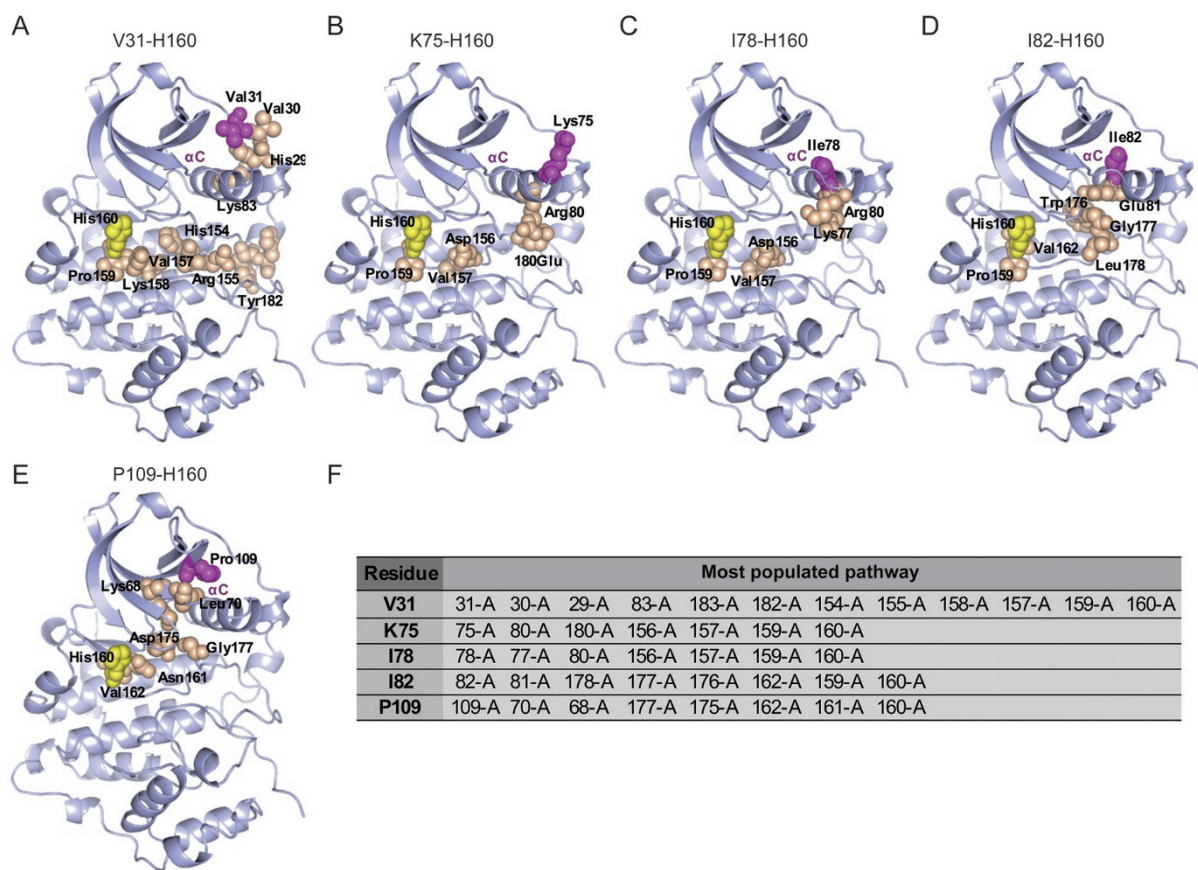 A
V31-H160
Val31
Val30
αC
His29
Lys83
His160
His154
Pro159
Val157
Lys158
Arg155
Tyr182
B
K75-H160
Lys75
αC
Arg80
His160
Asp156
180Glu
Pro159
Val157
C
I78-H160
Ile78
αC
Arg80
His160
Lys77
Asp156
Pro159
Val157
D
I82-H160
Ile82
αC
Trp176
Glu81
His160
Gly177
Val162
Leu178
Pro159
E
P109-H160
Pro109
Lys68
αC
Leu70
Asp175
His160
Gly177
Asn161
Val162
F
Residue Most populated pathway
V31 31-A 30-A 29-A 83-A 183-A 182-A 154-A 155-A 158-A 157-A 159-A 160-A
K75 75-A 80-A 180-A 156-A 157-A 159-A 160-A
I78 78-A 77-A 80-A 156-A 157-A 159-A 160-A
I82 82-A 81-A 178-A 177-A 176-A 162-A 159-A 160-A
P109 109-A 70-A 68-A 177-A 175-A 162-A 161-A 160-A